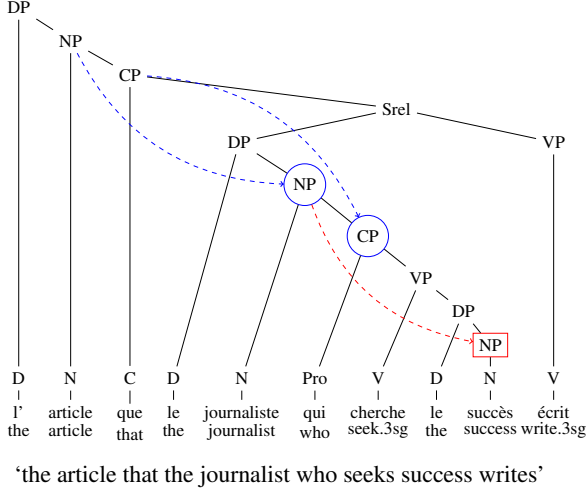 DP
NP
CP
Srel
DP VP
NP
CP
VP
DP
NP
D N C D N Pro V D N V
l' article que le journaliste qui cherche le succès écrit
the article that the journalist who seek.3sg the success write.3sg
‘the article that the journalist who seeks success writes’